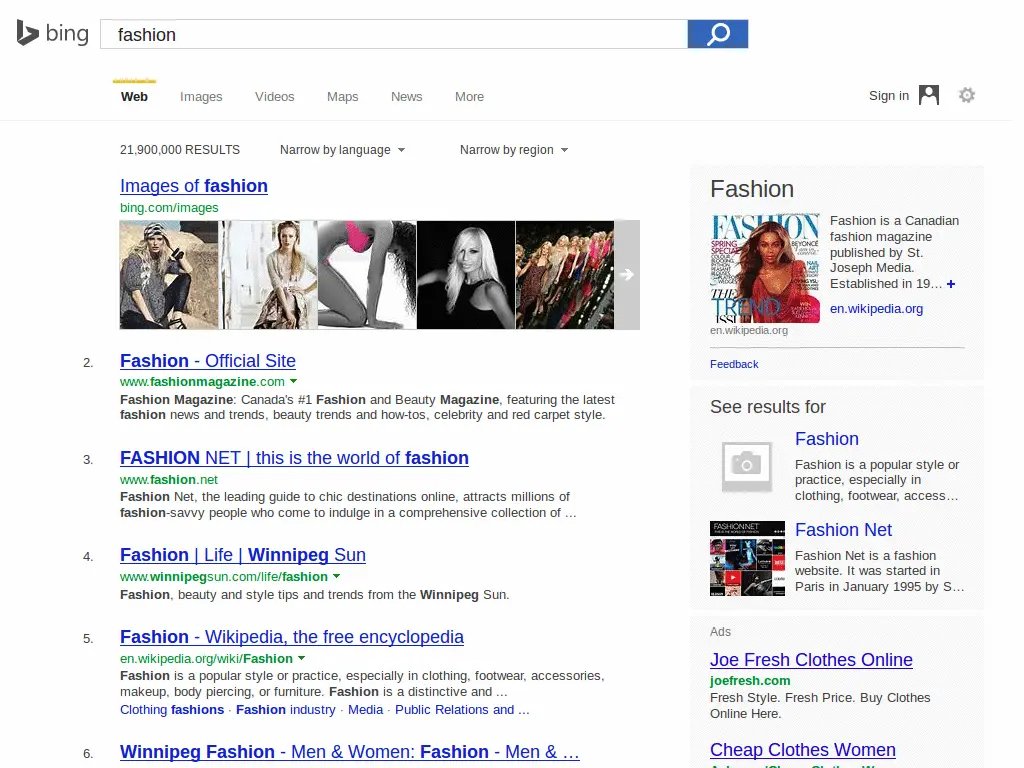 bing
fashion
Web
Images
Videos
Maps
News
More
Sign in
21,900,000 RESULTS
Narrow by language
Narrow by region
Images of fashion
bing.com/images
2.
Fashion - Official Site
www.fashionmagazine.com
Fashion Magazine: Canada's #1 Fashion and Beauty Magazine, featuring the latest
fashion news and trends, beauty trends and how-tos, celebrity and red carpet style.
3.
FASHION NET | this is the world of fashion
www.fashion.net
Fashion Net, the leading guide to chic destinations online, attracts millions of
fashion-savvy people who come to indulge in a comprehensive collection of ...
4.
Fashion | Life | Winnipeg Sun
www.winnipegsun.com/life/fashion
Fashion, beauty and style tips and trends from the Winnipeg Sun.
5.
Fashion - Wikipedia, the free encyclopedia
en.wikipedia.org/wiki/Fashion
Fashion is a popular style or practice, especially in clothing, footwear, accessories,
makeup, body piercing, or furniture. Fashion is a distinctive and ...
Clothing fashions · Fashion industry · Media · Public Relations and ...
6.
Winnipeg Fashion - Men & Women: Fashion - Men & ...
Fashion
FASHION
SPRING
SPECIAL
BEYONCÉ
NAIL
ART
THE
TREND
ISSUE
Fashion is a Canadian
fashion magazine
published by St.
Joseph Media.
Established in 19... +
en.wikipedia.org
en.wikipedia.org
Feedback
See results for
Fashion
Fashion is a popular style or
practice, especially in
clothing, footwear, access...
FASHION NET
Fashion Net
Fashion Net is a fashion
website. It was started in
Paris in January 1995 by S...
Ads
Joe Fresh Clothes Online
joefresh.com
Fresh Style. Fresh Price. Buy Clothes
Online Here.
Cheap Clothes Women